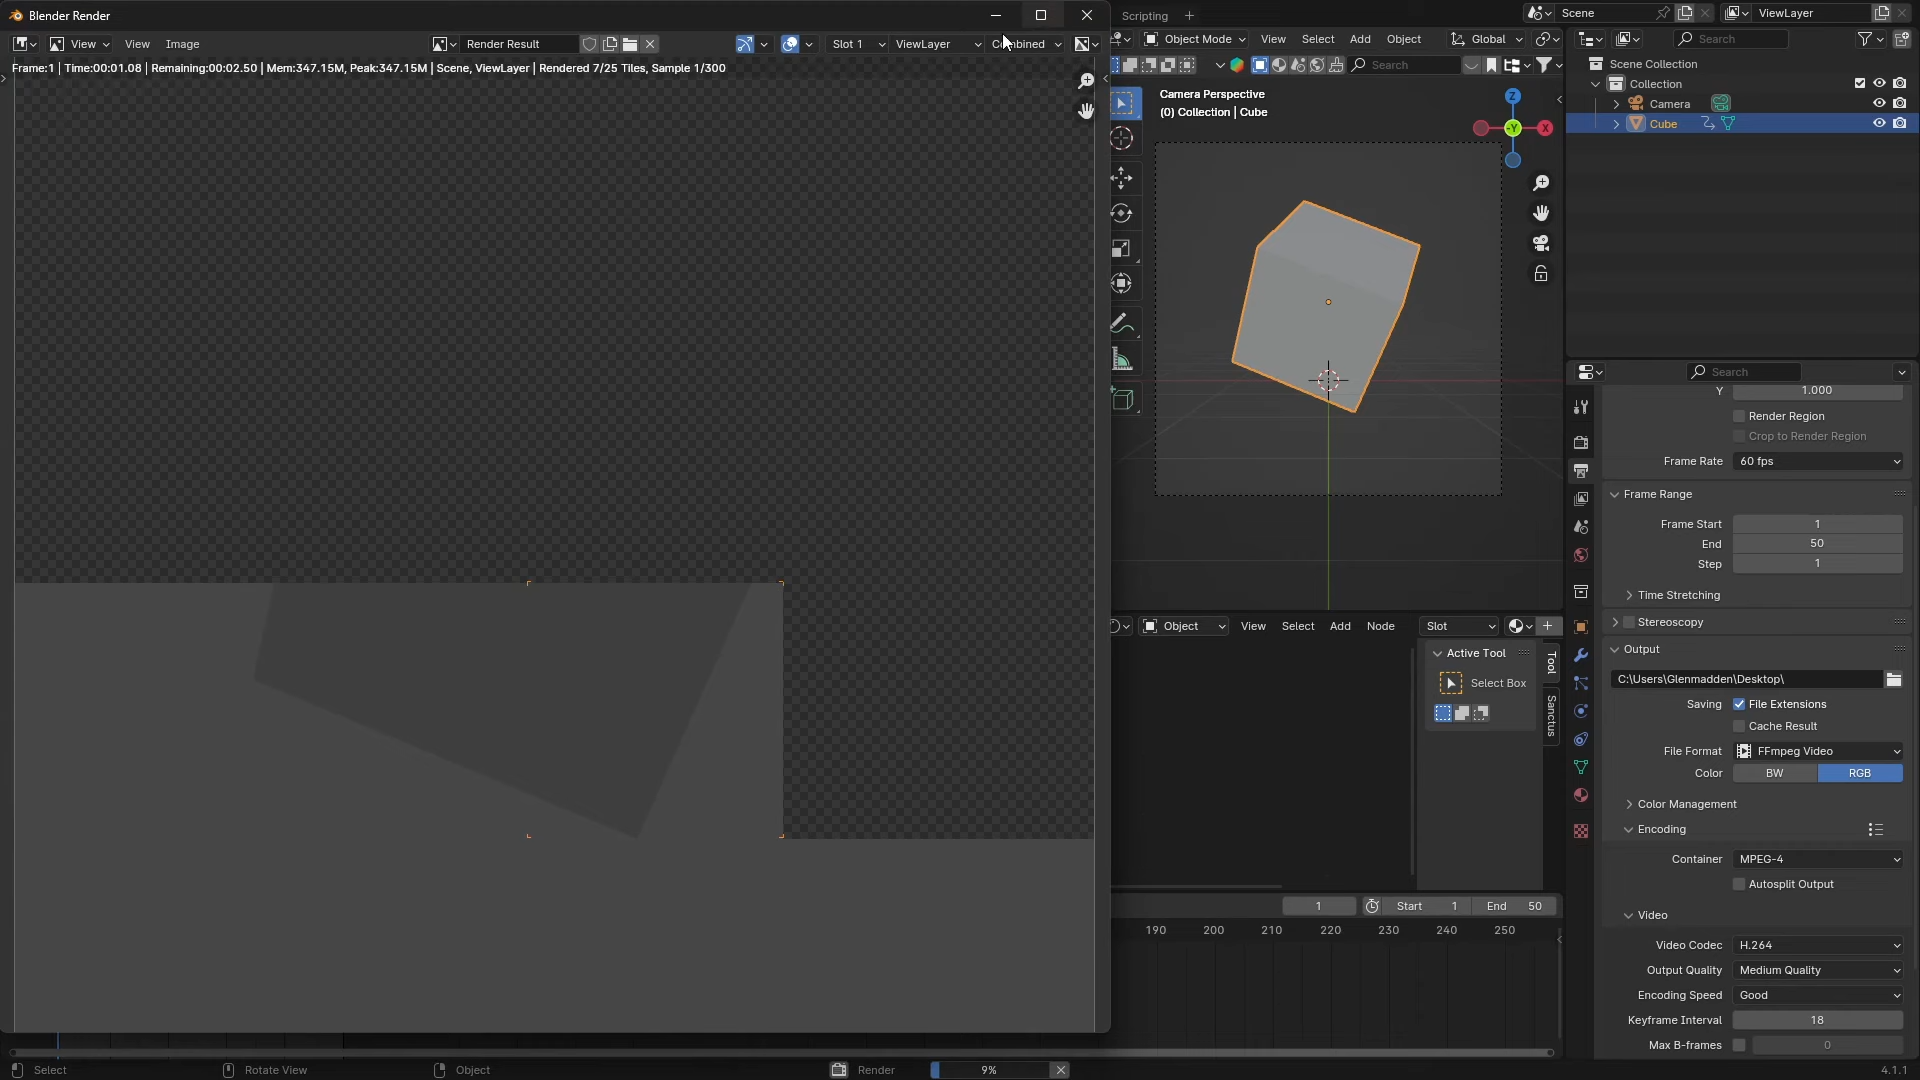 Blender Render
View View Image Render Result Slot 1 ViewLayer Combined
Frame:1 | Time:00:01.08 | Remaining:00:02.50 | Mem:347.15M, Peak:347.15M | Scene, ViewLayer | Rendered 7/25 Tiles, Sample 1/300
Scripting +
Scene ViewLayer
Object Mode View Select Add Object Global
Search
Search
Camera Perspective
(0) Collection | Cube
Z
-Y
X
Scene Collection
Collection
Camera
Cube
Search
Y 1.000
Render Region
Crop to Render Region
Frame Rate 60 fps
Frame Range
Frame Start 1
End 50
Step 1
Time Stretching
Stereoscopy
Output
C:\Users\Glenmadden\Desktop\
Saving File Extensions
Cache Result
File Format FFmpeg Video
Color BW RGB
Color Management
Encoding
Container MPEG-4
Autosplit Output
Video
Video Codec H.264
Output Quality Medium Quality
Encoding Speed Good
Keyframe Interval 18
Max B-frames 0
Object View Select Add Node Slot
Active Tool
Select Box
Tool
Sanctus
1 Start 1 End 50
190 200 210 220 230 240 250
Select Rotate View Object Render 9% 4.1.1